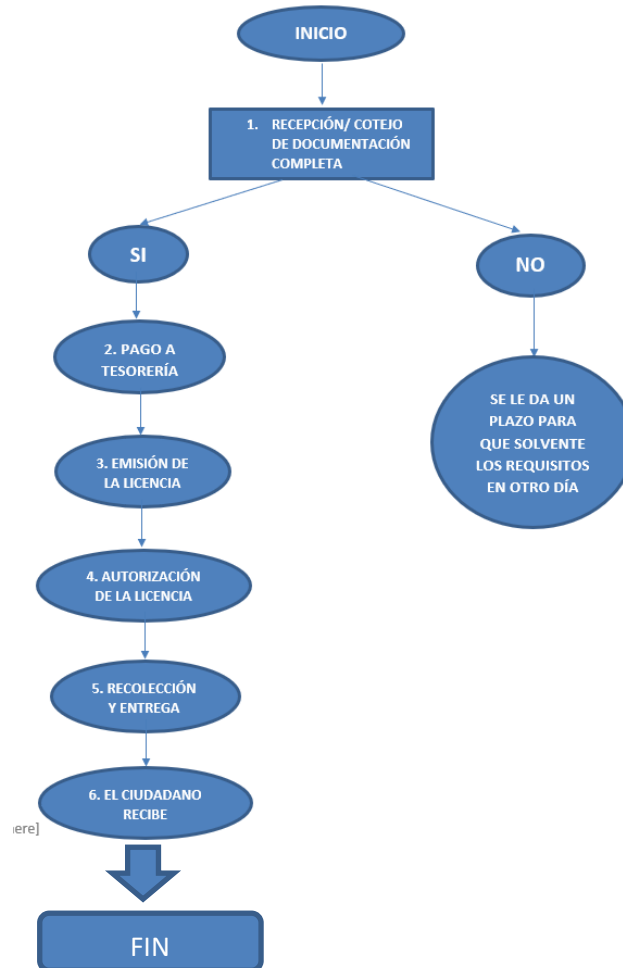 INICIO
1. RECEPCIÓN/ COTEJO
DE DOCUMENTACIÓN
COMPLETA
SI
NO
2. PAGO A
TESORERÍA
SE LE DA UN
PLAZO PARA
QUE SOLVENTE
LOS REQUISITOS
EN OTRO DÍA
3. EMISIÓN DE
LA LICENCIA
4. AUTORIZACIÓN
DE LA LICENCIA
5. RECOLECCIÓN
Y ENTREGA
6. EL CIUDADANO
RECIBE
FIN